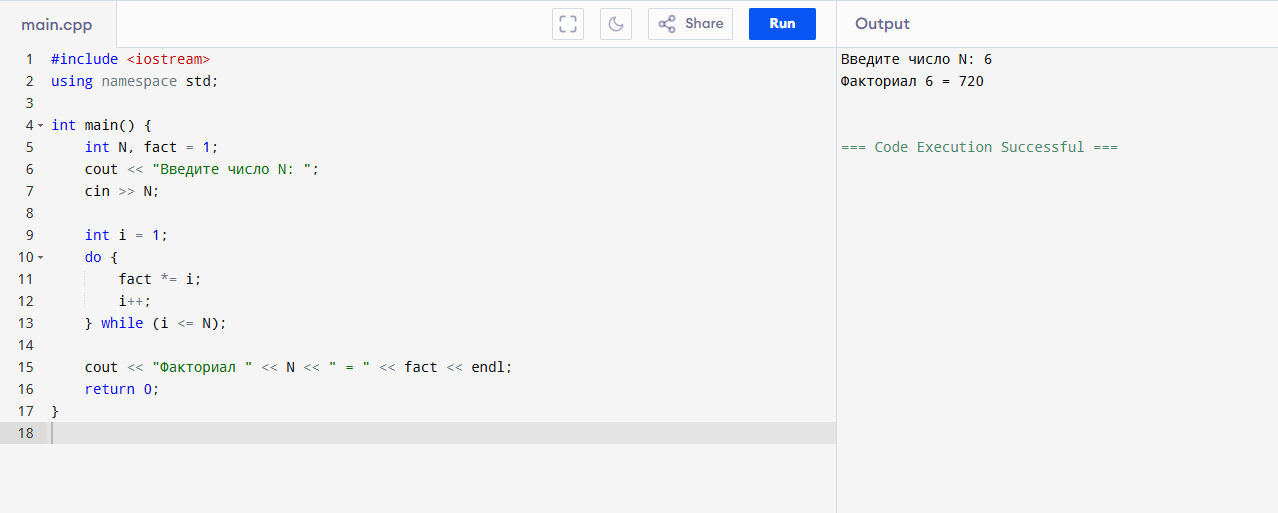 main.cpp
Share
Run
Output
1 #include <iostream>
2 using namespace std;
3
4 int main() {
5     int N, fact = 1;
6     cout << "Введите число N: ";
7     cin >> N;
8
9     int i = 1;
10     do {
11         fact *= i;
12         i++;
13     } while (i <= N);
14
15     cout << "Факториал " << N << " = " << fact << endl;
16     return 0;
17 }
18
Введите число N: 6
Факториал 6 = 720
=== Code Execution Successful ===